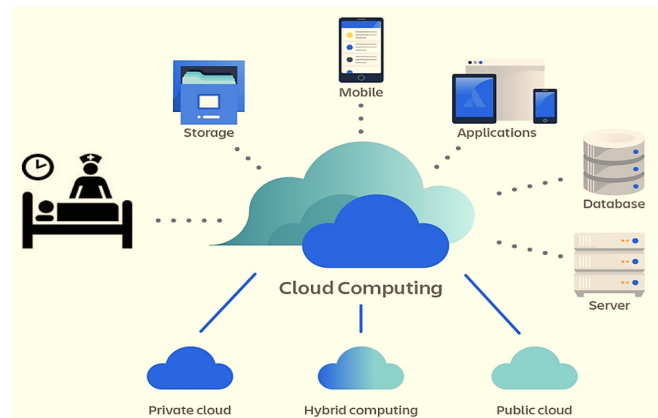 Mobile
Storage
Applications
Database
Cloud Computing
Server
Private cloud
Hybrid computing
Public cloud